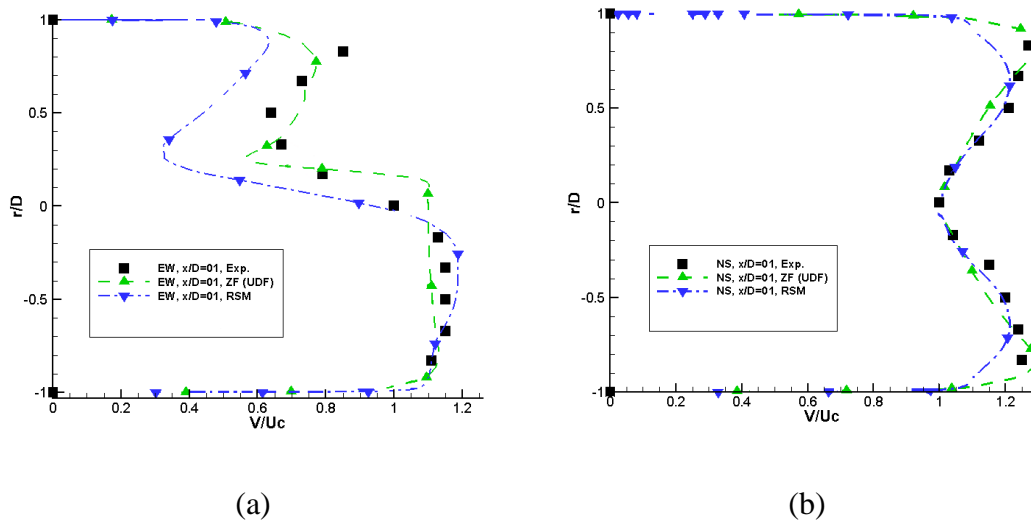 r/D
1
0.5
0
-0.5
-1
0
0.2
0.4
0.6
0.8
1
1.2
V/Uc
EW, x/D=01, Exp.
EW, x/D=01, ZF (UDF)
EW, x/D=01, RSM
(a)
r/D
1
0.5
0
-0.5
-1
0
0.2
0.4
0.6
0.8
1
1.2
V/Uc
NS, x/D=01, Exp.
NS, x/D=01, ZF (UDF)
NS, x/D=01, RSM
(b)